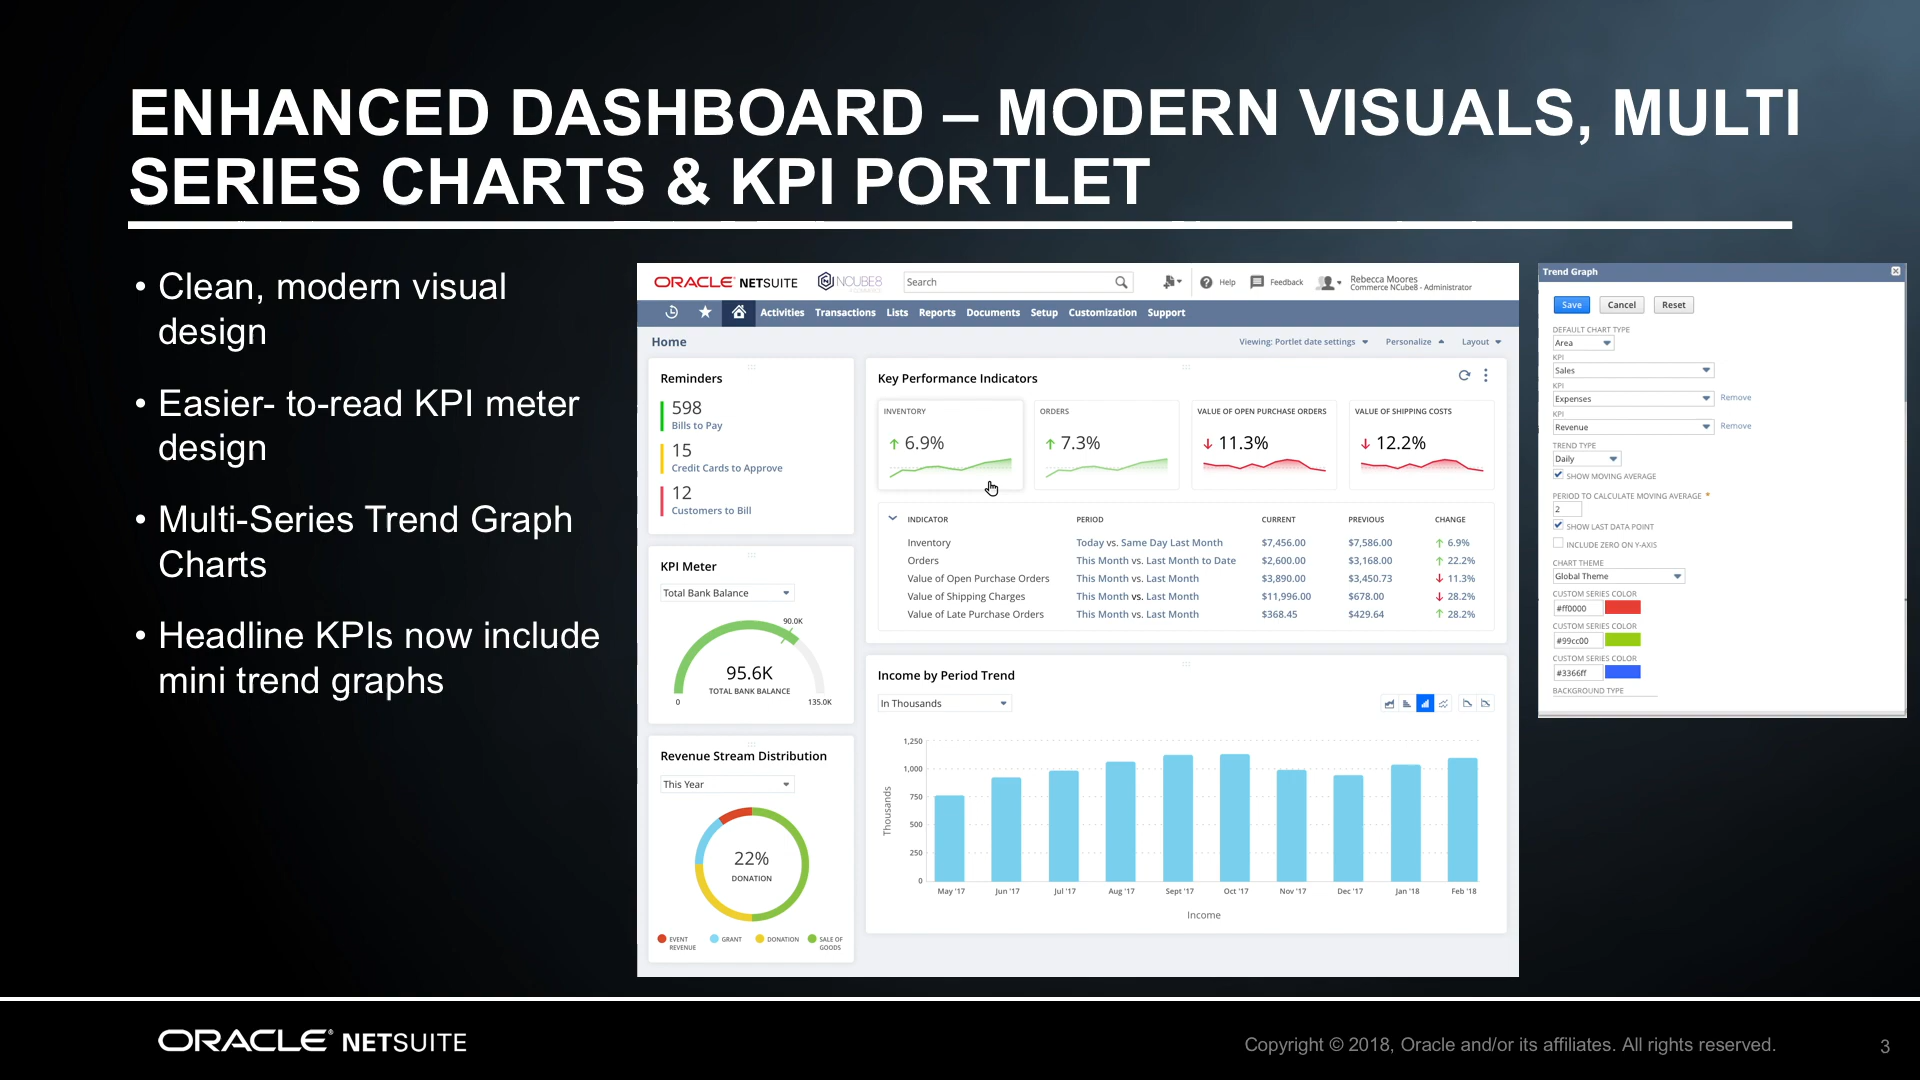 ENHANCED DASHBOARD – MODERN VISUALS, MULTI
SERIES CHARTS & KPI PORTLET
• Clean, modern visual
design
• Easier- to-read KPI meter
design
• Multi-Series Trend Graph
Charts
• Headline KPIs now include
mini trend graphs
ORACLE NETSUITE
NCUBE8
Search
Help
Feedback
Rebecca Moores
Commerce NCube8 - Administrator
Activities Transactions Lists Reports Documents Setup Customization Support
Home
Viewing: Portlet date settings
Personalize
Layout
Reminders
598
Bills to Pay
15
Credit Cards to Approve
12
Customers to Bill
KPI Meter
Total Bank Balance
90.0K
95.6K
TOTAL BANK BALANCE
0
135.0K
Revenue Stream Distribution
This Year
22%
DONATION
EVENT
REVENUE
GRANT
DONATION
SALE OF
GOODS
Key Performance Indicators
INVENTORY
6.9%
ORDERS
7.3%
VALUE OF OPEN PURCHASE ORDERS
11.3%
VALUE OF SHIPPING COSTS
12.2%
INDICATOR PERIOD CURRENT PREVIOUS CHANGE
Inventory Today vs. Same Day Last Month $7,456.00 $7,586.00 6.9%
Orders This Month vs. Last Month to Date $2,600.00 $3,168.00 22.2%
Value of Open Purchase Orders This Month vs. Last Month $3,890.00 $3,450.73 11.3%
Value of Shipping Charges This Month vs. Last Month $11,996.00 $678.00 28.2%
Value of Late Purchase Orders This Month vs. Last Month $368.45 $429.64 28.2%
Income by Period Trend
In Thousands
1,250
1,000
750
500
250
0
Thousands
May '17 Jun '17 Jul '17 Aug '17 Sept '17 Oct '17 Nov '17 Dec '17 Jan '18 Feb '18
Income
Trend Graph
Save Cancel Reset
DEFAULT CHART TYPE
Area
KPI
Sales
KPI
Expenses Remove
KPI
Revenue Remove
TREND TYPE
Daily
SHOW MOVING AVERAGE
PERIOD TO CALCULATE MOVING AVERAGE *
2
SHOW LAST DATA POINT
INCLUDE ZERO ON Y-AXIS
CHART THEME
Global Theme
CUSTOM SERIES COLOR
#ff0000
CUSTOM SERIES COLOR
#99cc00
CUSTOM SERIES COLOR
#3366ff
BACKGROUND TYPE
ORACLE NETSUITE
Copyright © 2018, Oracle and/or its affiliates. All rights reserved.
3